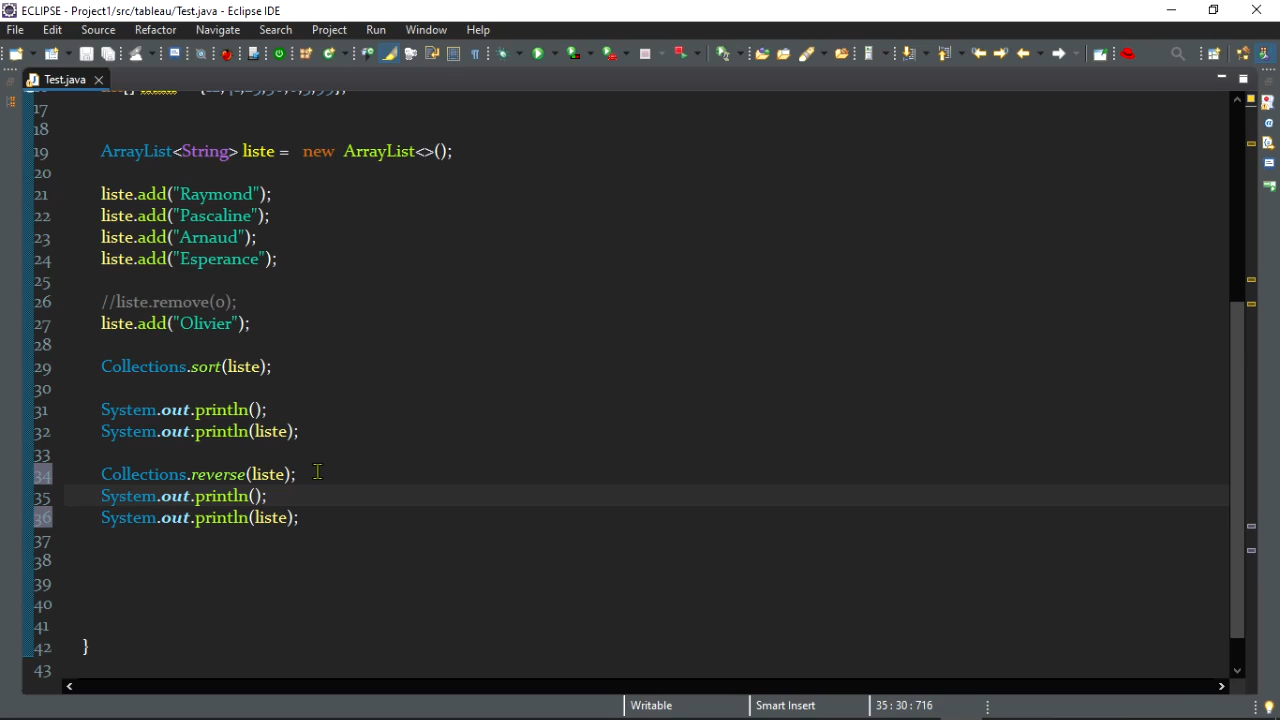 ECLIPSE - Project1/src/tableau/Test.java - Eclipse IDE
File Edit Source Refactor Navigate Search Project Run Window Help
Test.java
17
18
19 ArrayList<String> liste = new ArrayList<>();
20
21 liste.add("Raymond");
22 liste.add("Pascaline");
23 liste.add("Arnaud");
24 liste.add("Esperance");
25
26 //liste.remove(0);
27 liste.add("Olivier");
28
29 Collections.sort(liste);
30
31 System.out.println();
32 System.out.println(liste);
33
34 Collections.reverse(liste);
35 System.out.println();
36 System.out.println(liste);
37
38
39
40
41
42 }
43
Writable Smart Insert 35 : 30 : 716